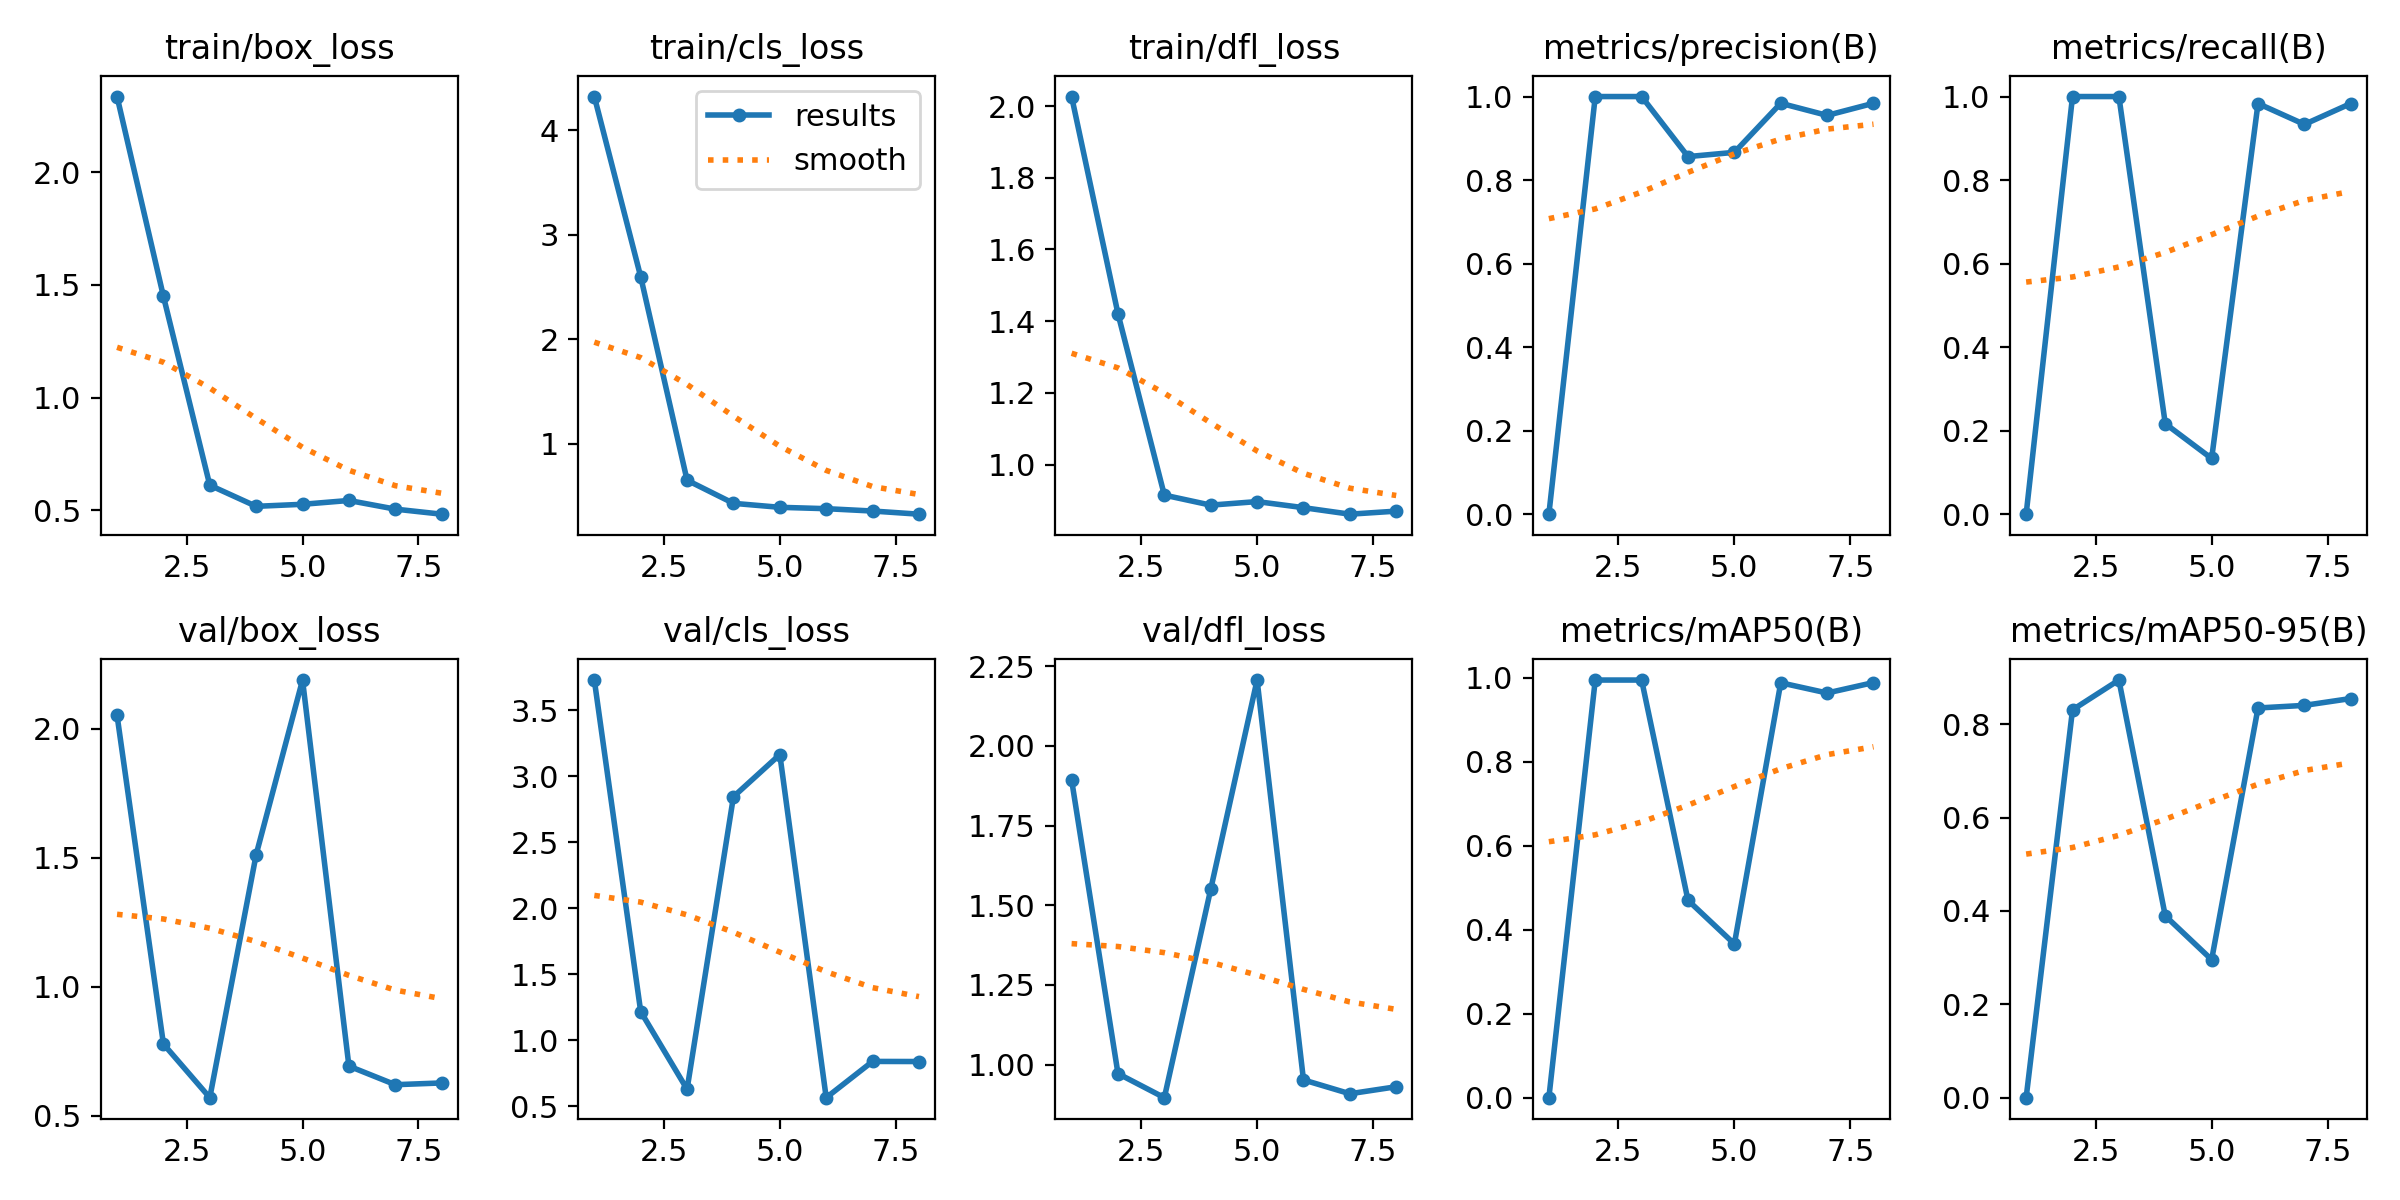 train/box_loss
2.0
1.5
1.0
0.5
2.5 5.0 7.5
train/cls_loss
results
smooth
4
3
2
1
2.5 5.0 7.5
train/dfl_loss
2.0
1.8
1.6
1.4
1.2
1.0
2.5 5.0 7.5
metrics/precision(B)
1.0
0.8
0.6
0.4
0.2
0.0
2.5 5.0 7.5
metrics/recall(B)
1.0
0.8
0.6
0.4
0.2
0.0
2.5 5.0 7.5
val/box_loss
2.0
1.5
1.0
0.5
2.5 5.0 7.5
val/cls_loss
3.5
3.0
2.5
2.0
1.5
1.0
0.5
2.5 5.0 7.5
val/dfl_loss
2.25
2.00
1.75
1.50
1.25
1.00
2.5 5.0 7.5
metrics/mAP50(B)
1.0
0.8
0.6
0.4
0.2
0.0
2.5 5.0 7.5
metrics/mAP50-95(B)
0.8
0.6
0.4
0.2
0.0
2.5 5.0 7.5